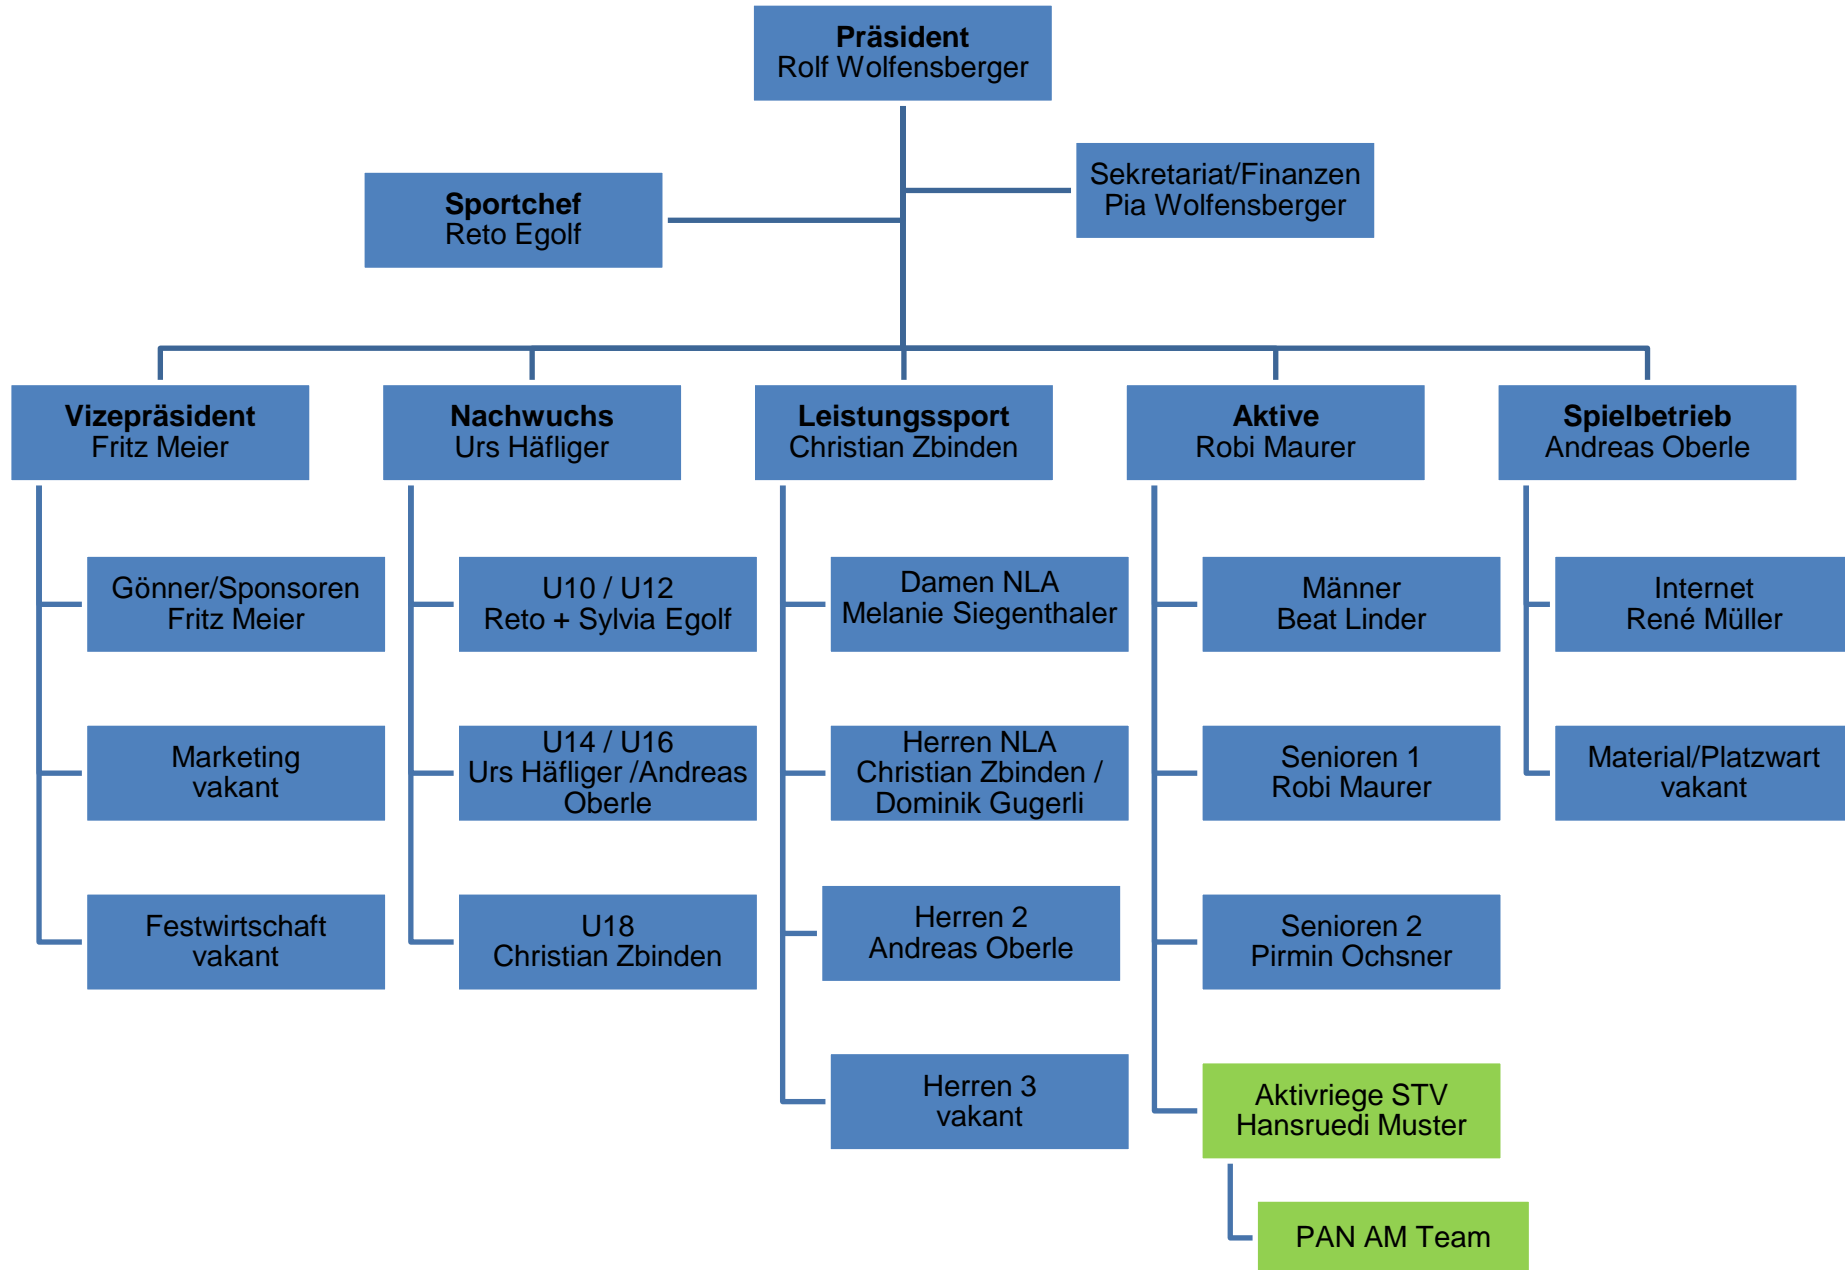 Präsident
Rolf Wolfensberger
Sekretariat/Finanzen
Pia Wolfensberger
Sportchef
Reto Egolf
Vizepräsident
Fritz Meier
Nachwuchs
Urs Häfliger
Leistungssport
Christian Zbinden
Aktive
Robi Maurer
Spielbetrieb
Andreas Oberle
Gönner/Sponsoren
Fritz Meier
U10 / U12
Reto + Sylvia Egolf
Damen NLA
Melanie Siegenthaler
Männer
Beat Linder
Internet
René Müller
Marketing
vakant
U14 / U16
Urs Häfliger /Andreas
Oberle
Herren NLA
Christian Zbinden /
Dominik Gugerli
Senioren 1
Robi Maurer
Material/Platzwart
vakant
Festwirtschaft
vakant
U18
Christian Zbinden
Herren 2
Andreas Oberle
Senioren 2
Pirmin Ochsner
Herren 3
vakant
Aktivriege STV
Hansruedi Muster
PAN AM Team